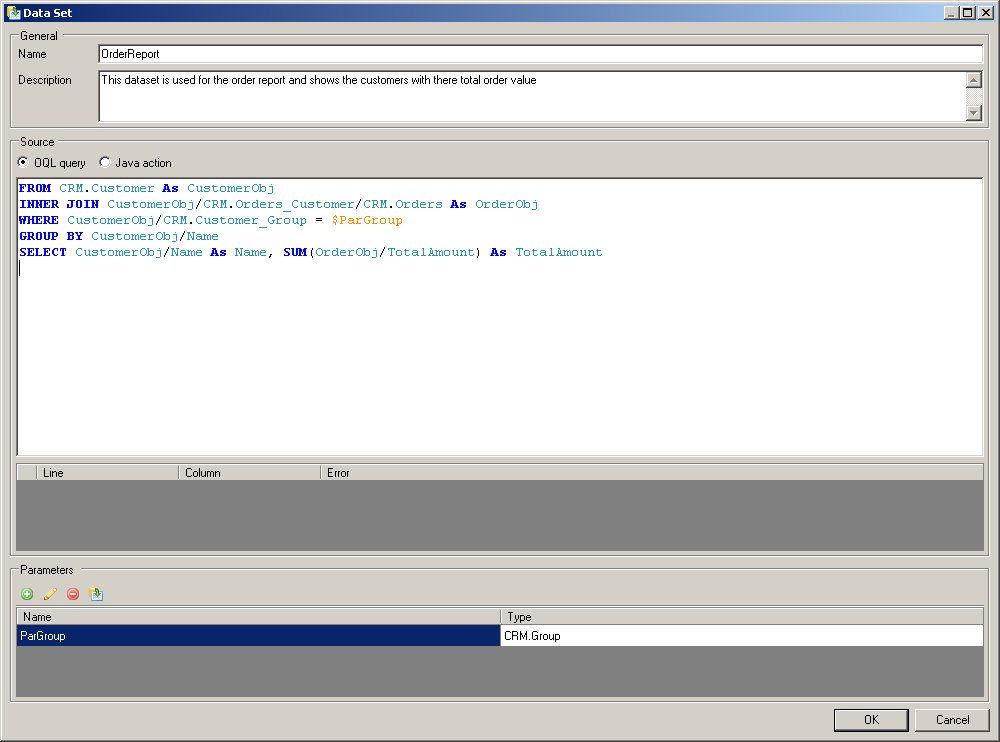 Data Set
General
Name
OrderReport
Description
This dataset is used for the order report and shows the customers with there total order value
Source
OQL query
Java action
FROM CRM.Customer As CustomerObj
INNER JOIN CustomerObj/CRM.Orders_Customer/CRM.Orders As OrderObj
WHERE CustomerObj/CRM.Customer_Group = $ParGroup
GROUP BY CustomerObj/Name
SELECT CustomerObj/Name As Name, SUM(OrderObj/TotalAmount) As TotalAmount
Line Column Error
Parameters
Name Type
ParGroup CRM.Group
OK Cancel